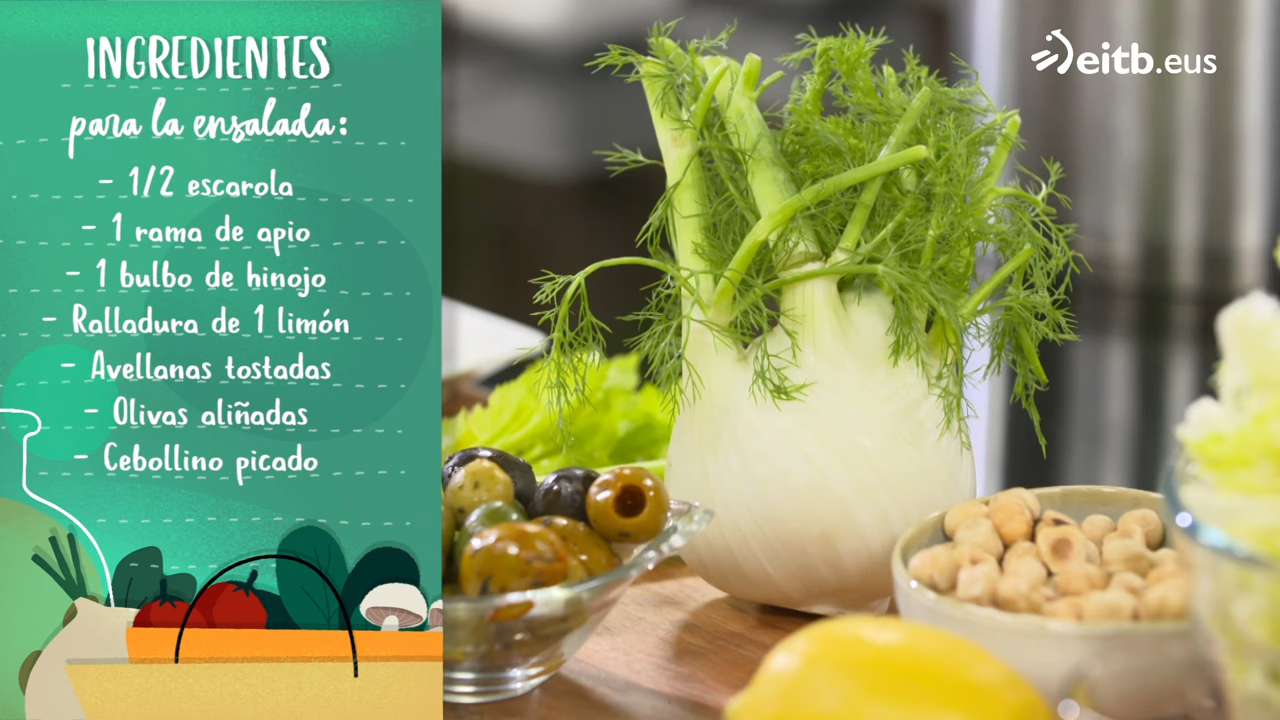 INGREDIENTES
para la ensalada:
- 1/2 escarola
- 1 rama de apio
- 1 bulbo de hinojo
- Ralladura de 1 limón
- Avellanas tostadas
- Olivas aliñadas
- Cebollino picado
eitb.eus